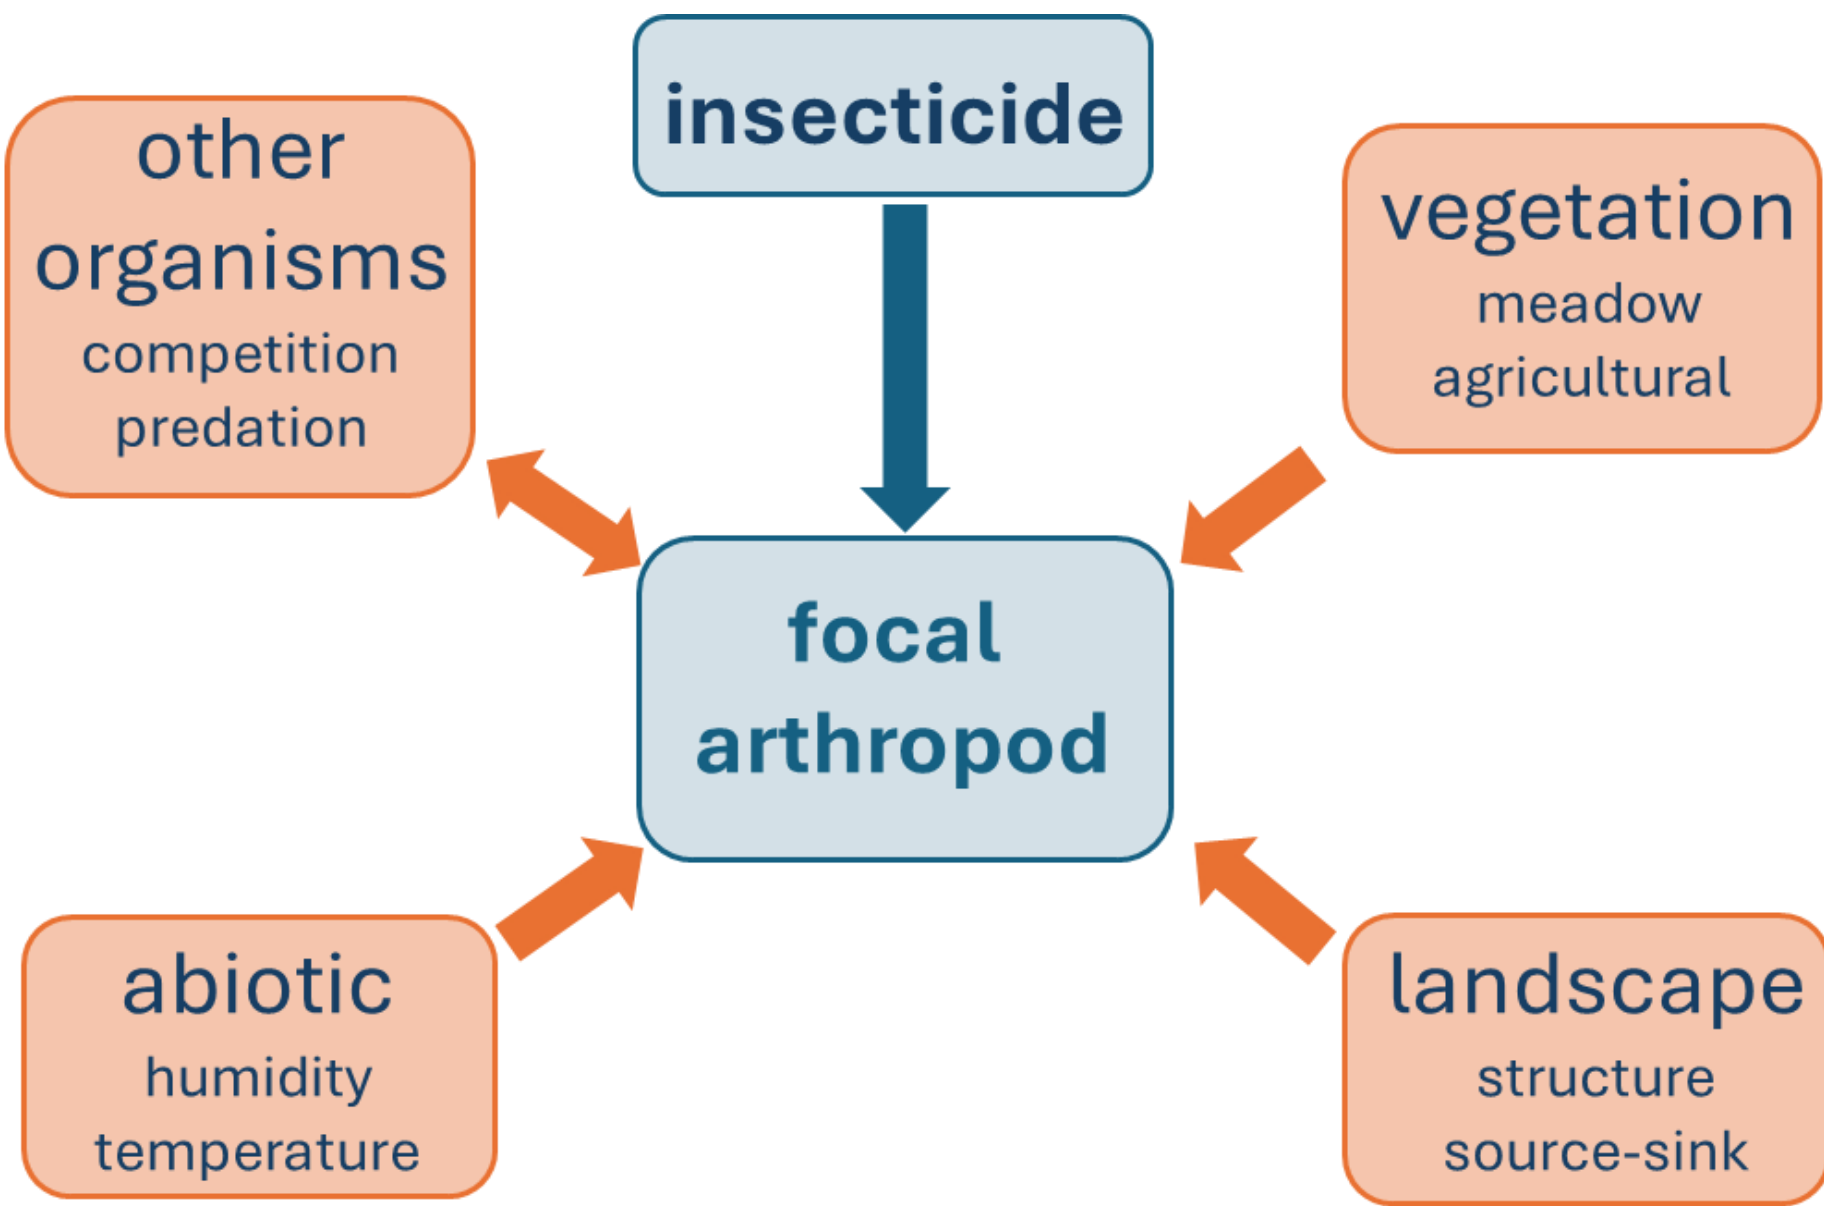 insecticide
other
organisms
competition
predation
vegetation
meadow
agricultural
focal
arthropod
abiotic
humidity
temperature
landscape
structure
source-sink